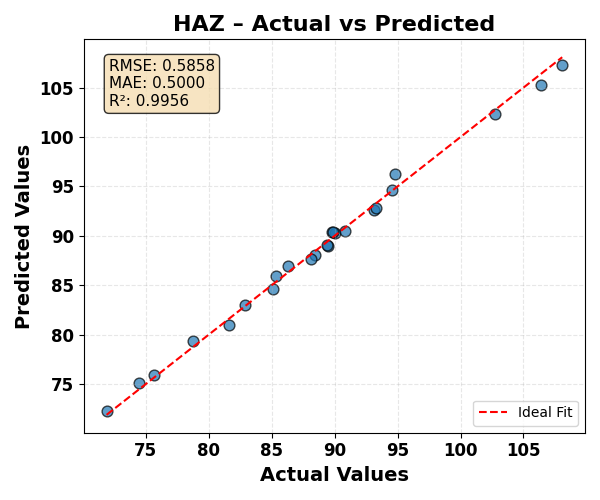 HAZ – Actual vs Predicted
RMSE: 0.5858
MAE: 0.5000
R²: 0.9956
Predicted Values
105
100
95
90
85
80
75
75 80 85 90 95 100 105
Ideal Fit
Actual Values